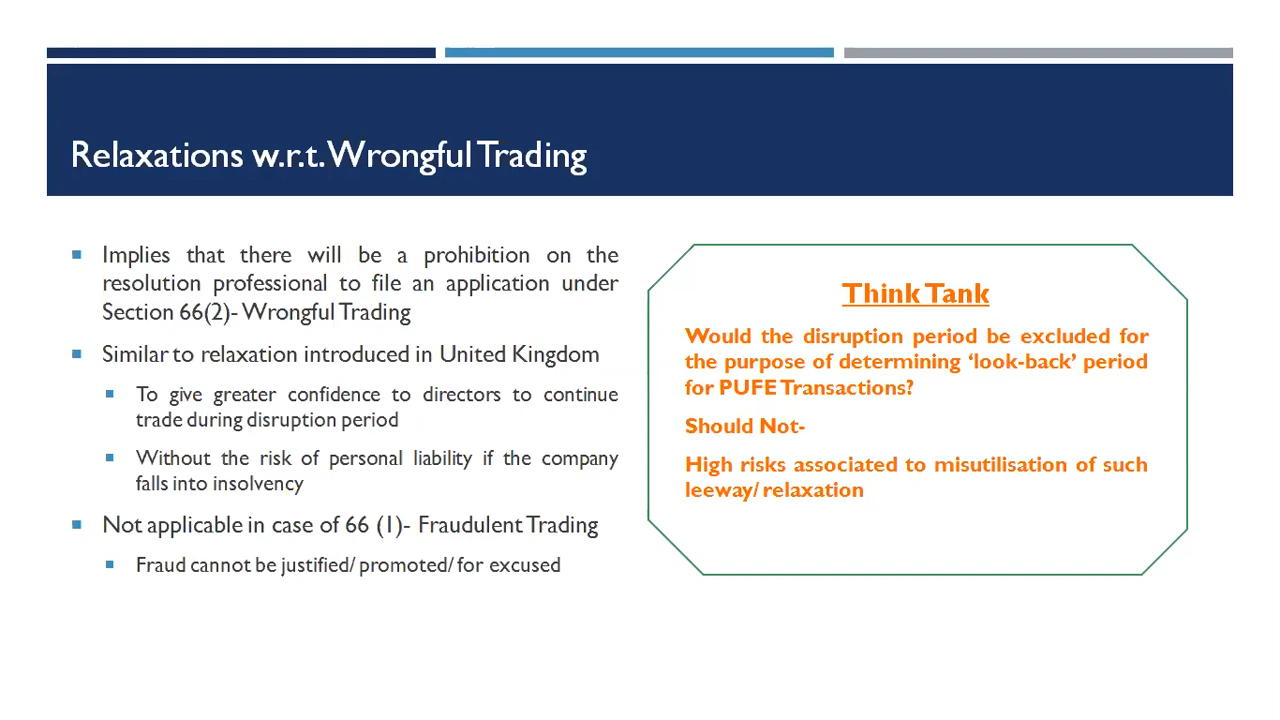 Relaxations w.r.t. Wrongful Trading
Implies that there will be a prohibition on the
resolution professional to file an application under
Section 66(2)- Wrongful Trading
Similar to relaxation introduced in United Kingdom
To give greater confidence to directors to continue
trade during disruption period
Without the risk of personal liability if the company
falls into insolvency
Not applicable in case of 66 (1)- Fraudulent Trading
Fraud cannot be justified/ promoted/ for excused
Think Tank
Would the disruption period be excluded for
the purpose of determining ‘look-back’ period
for PUFE Transactions?
Should Not-
High risks associated to misutilisation of such
leeway/ relaxation